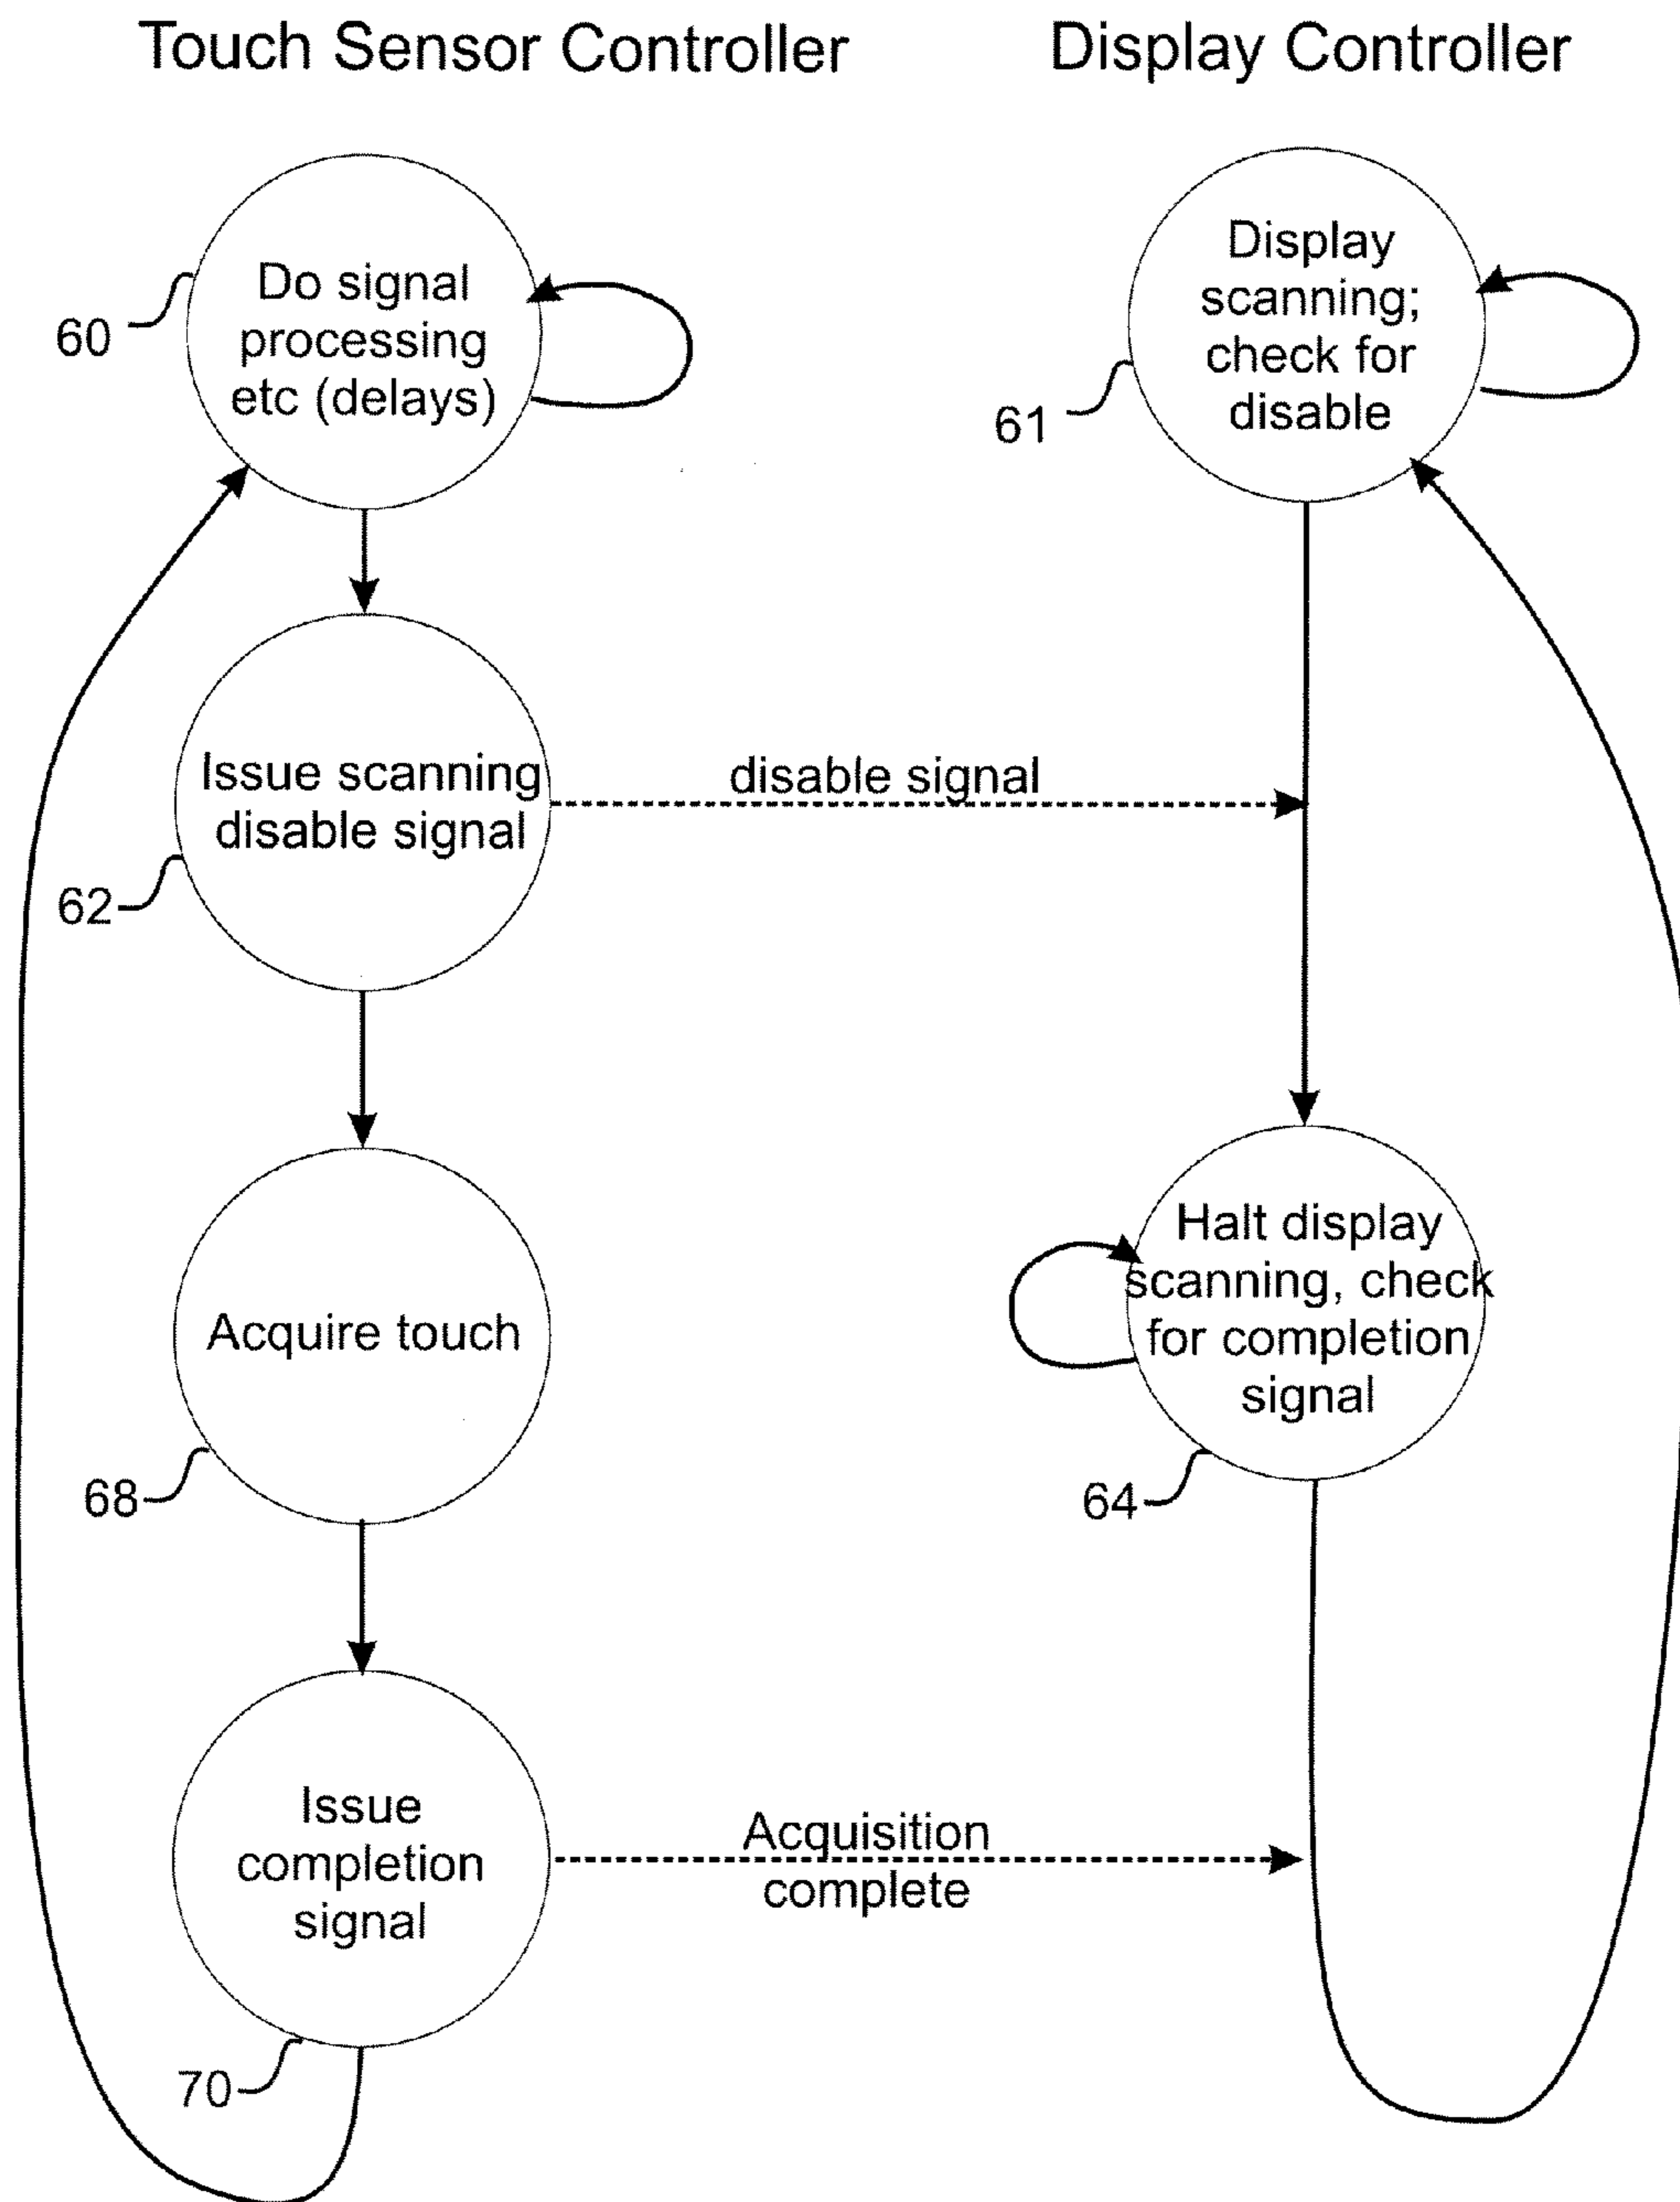 Touch Sensor Controller
Display Controller
Do signal
processing
etc (delays)
60
Display
scanning;
check for
disable
61
Issue scanning
disable signal
62
disable signal
Acquire touch
68
Halt display
scanning, check
for completion
signal
64
Issue
completion
signal
70
Acquisition
complete